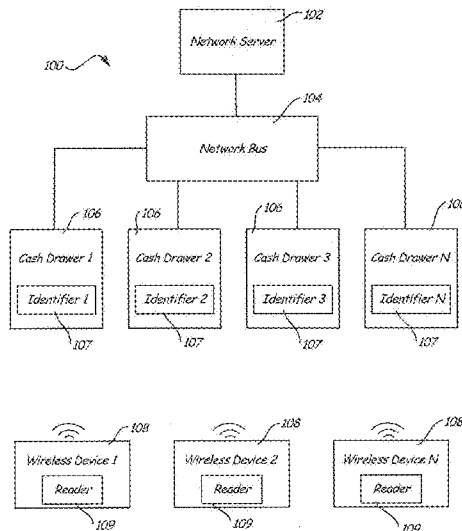 102
Network Server
100
104
Network Bus
106 106 106 106
Cash Drawer 1 Cash Drawer 2 Cash Drawer 3 Cash Drawer N
Identifier 1 Identifier 2 Identifier 3 Identifier N
107 107 107 107
108 108 108
Wireless Device 1 Wireless Device 2 Wireless Device N
Reader Reader Reader
109 109 109